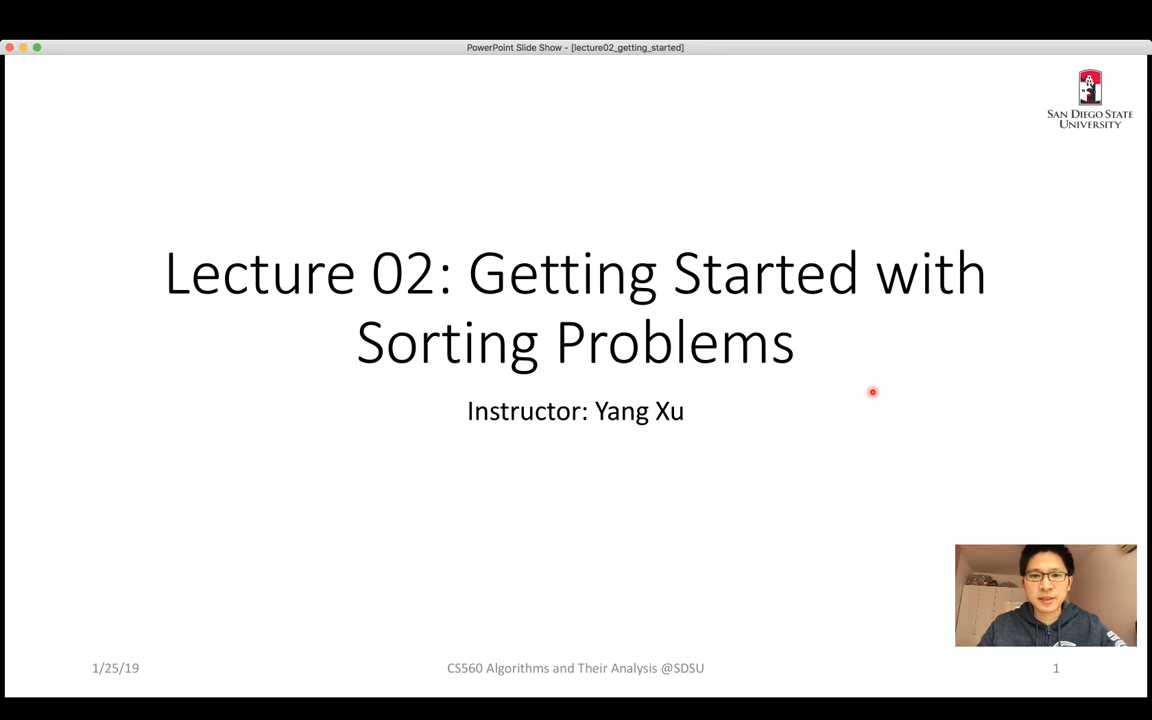 PowerPoint Slide Show - [lecture02_getting_started]
SAN DIEGO STATE
UNIVERSITY
Lecture 02: Getting Started with
Sorting Problems
Instructor: Yang Xu
1/25/19
CS560 Algorithms and Their Analysis @SDSU
1